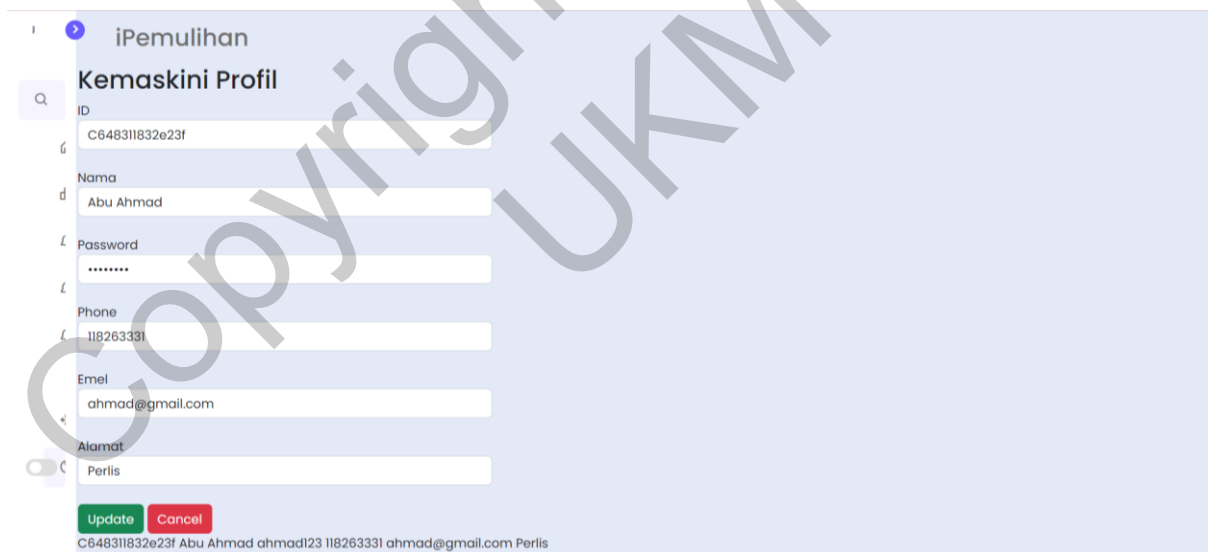 iPemulihan
Kemaskini Profil
ID
C648311832e23f
Nama
Abu Ahmad
Password
••••••••
Phone
118263331
Emel
ahmad@gmail.com
Alamat
Perlis
Update Cancel
C648311832e23f Abu Ahmad ahmad123 118263331 ahmad@gmail.com Perlis
Copyright
UKM